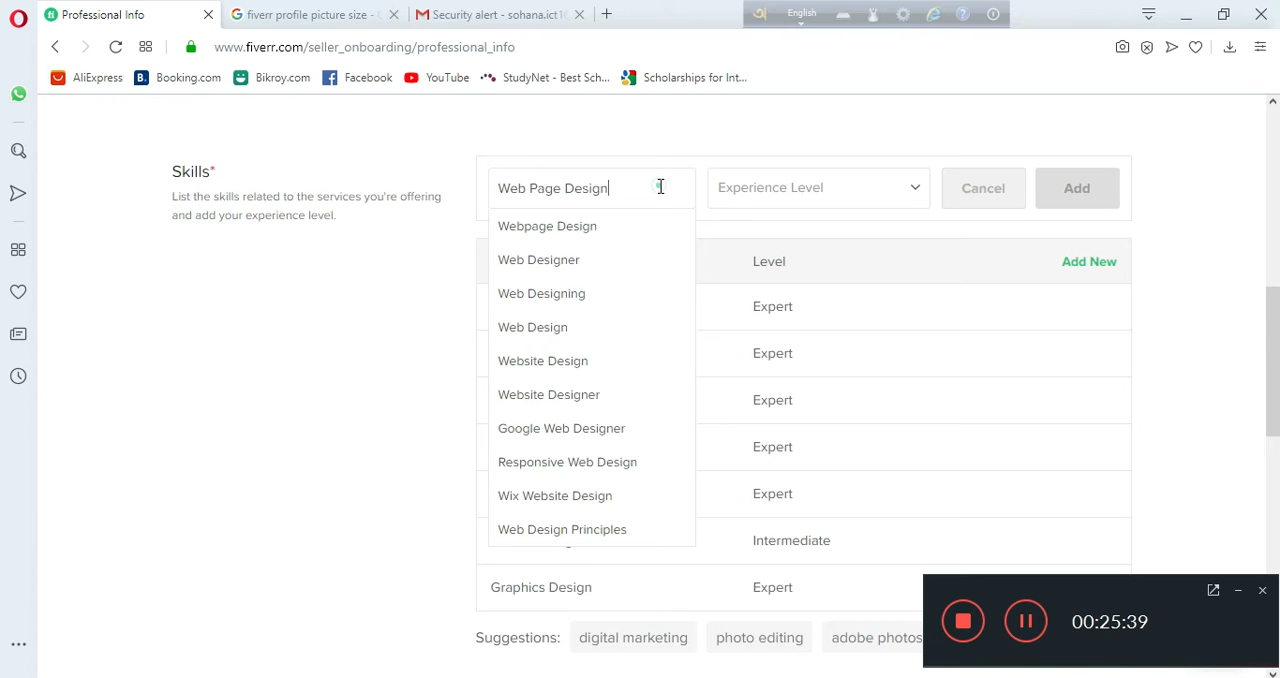 Professional Info
fiverr profile picture size -
Security alert - sohana.ict16
English
www.fiverr.com/seller_onboarding/professional_info
AliExpress
Booking.com
Bikroy.com
Facebook
YouTube
StudyNet - Best Sch...
Scholarships for Int...
Skills*
List the skills related to the services you're offering
and add your experience level.
Web Page Design
Experience Level
Cancel
Add
Webpage Design
Web Designer
Level
Add New
Web Designing
Expert
Web Design
Expert
Website Design
Website Designer
Expert
Google Web Designer
Expert
Responsive Web Design
Wix Website Design
Expert
Web Design Principles
Intermediate
Graphics Design
Expert
00:25:39
Suggestions:
digital marketing
photo editing
adobe photos